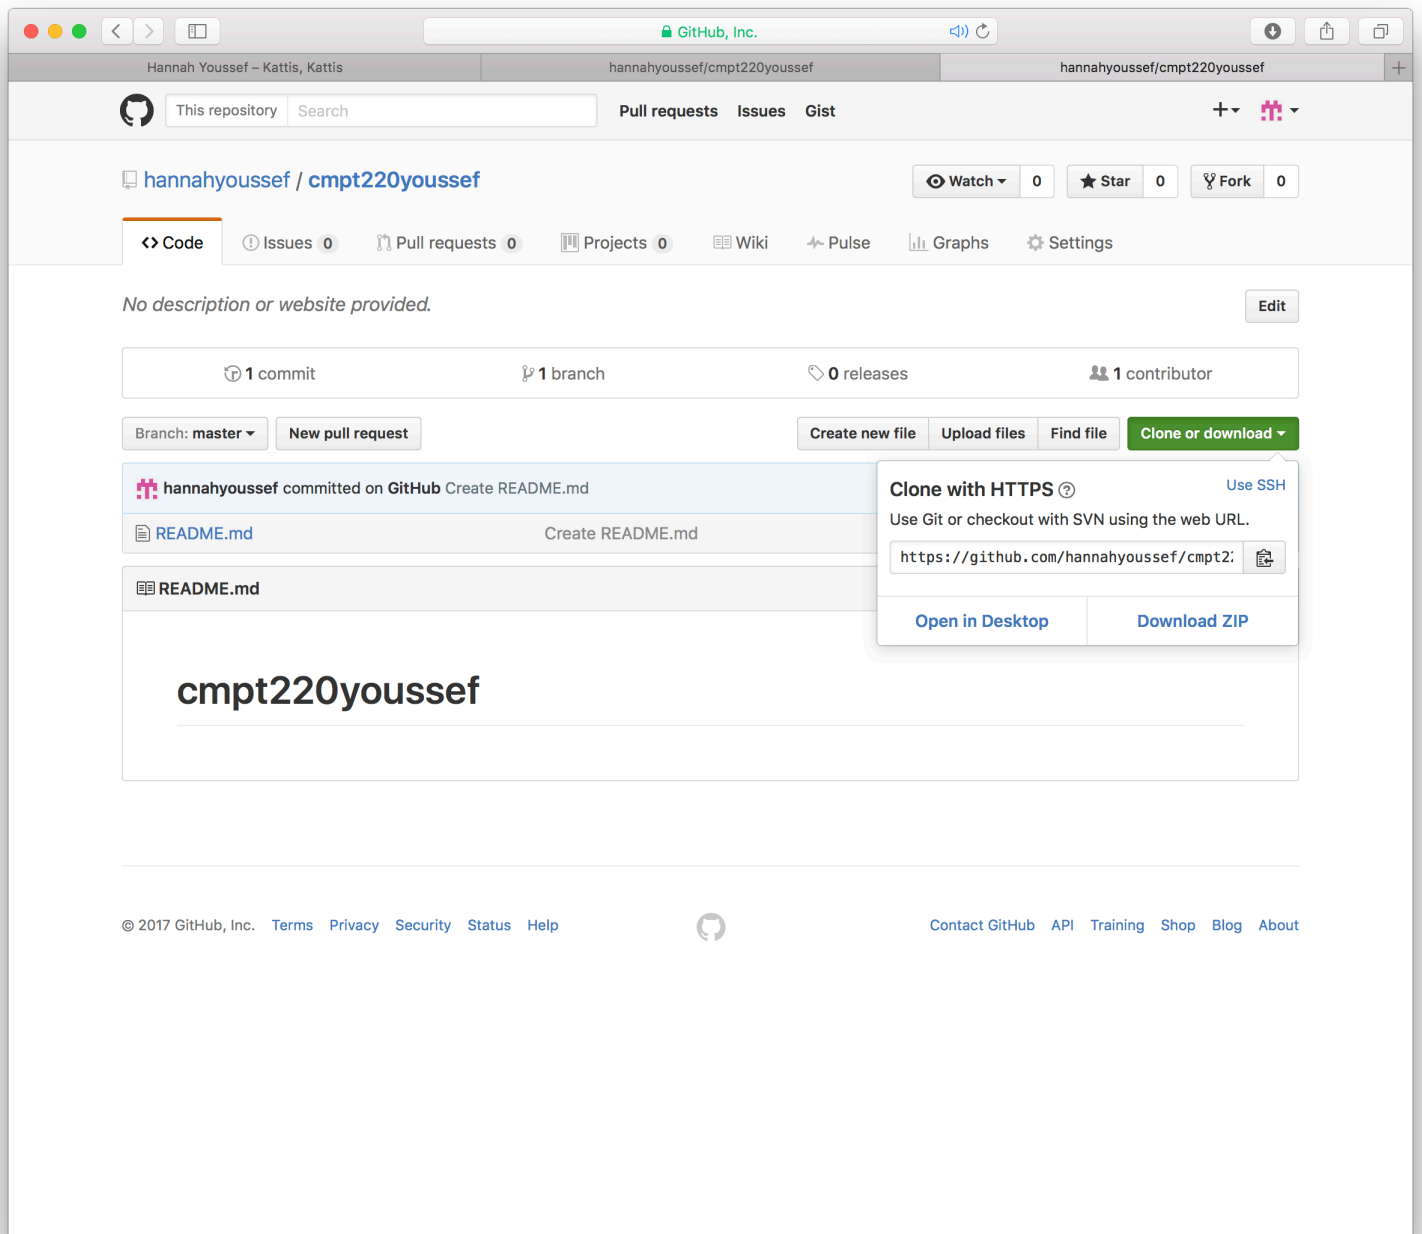 GitHub, Inc.
Hannah Youssef – Kattis, Kattis
hannahyoussef/cmpt220youssef
hannahyoussef/cmpt220youssef
This repository Search Pull requests Issues Gist
hannahyoussef / cmpt220youssef
Watch 0 Star 0 Fork 0
Code Issues 0 Pull requests 0 Projects 0 Wiki Pulse Graphs Settings
No description or website provided.
Edit
1 commit 1 branch 0 releases 1 contributor
Branch: master New pull request Create new file Upload files Find file Clone or download
hannahyoussef committed on GitHub Create README.md
README.md Create README.md
Clone with HTTPS Use SSH
Use Git or checkout with SVN using the web URL.
https://github.com/hannahyoussef/cmpt22
Open in Desktop Download ZIP
README.md
cmpt220youssef
© 2017 GitHub, Inc. Terms Privacy Security Status Help Contact GitHub API Training Shop Blog About